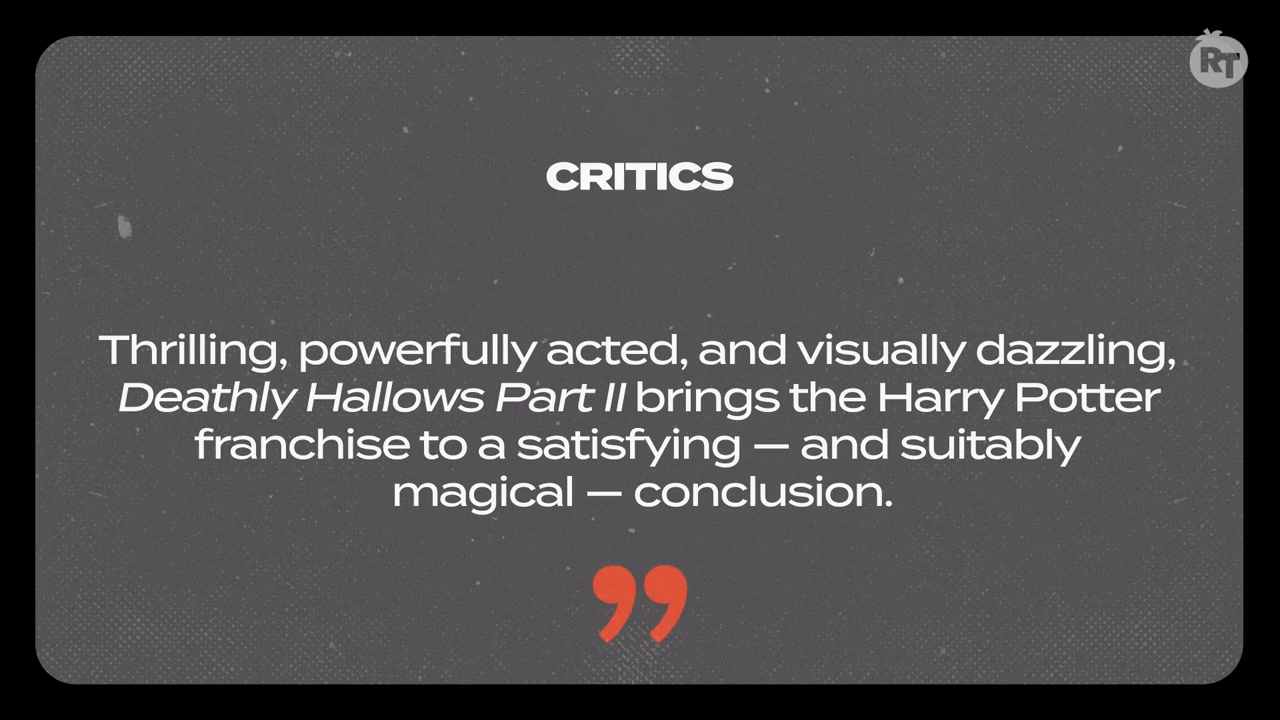 RT
CRITICS
Thrilling, powerfully acted, and visually dazzling,
Deathly Hallows Part II brings the Harry Potter
franchise to a satisfying — and suitably
magical — conclusion.
”